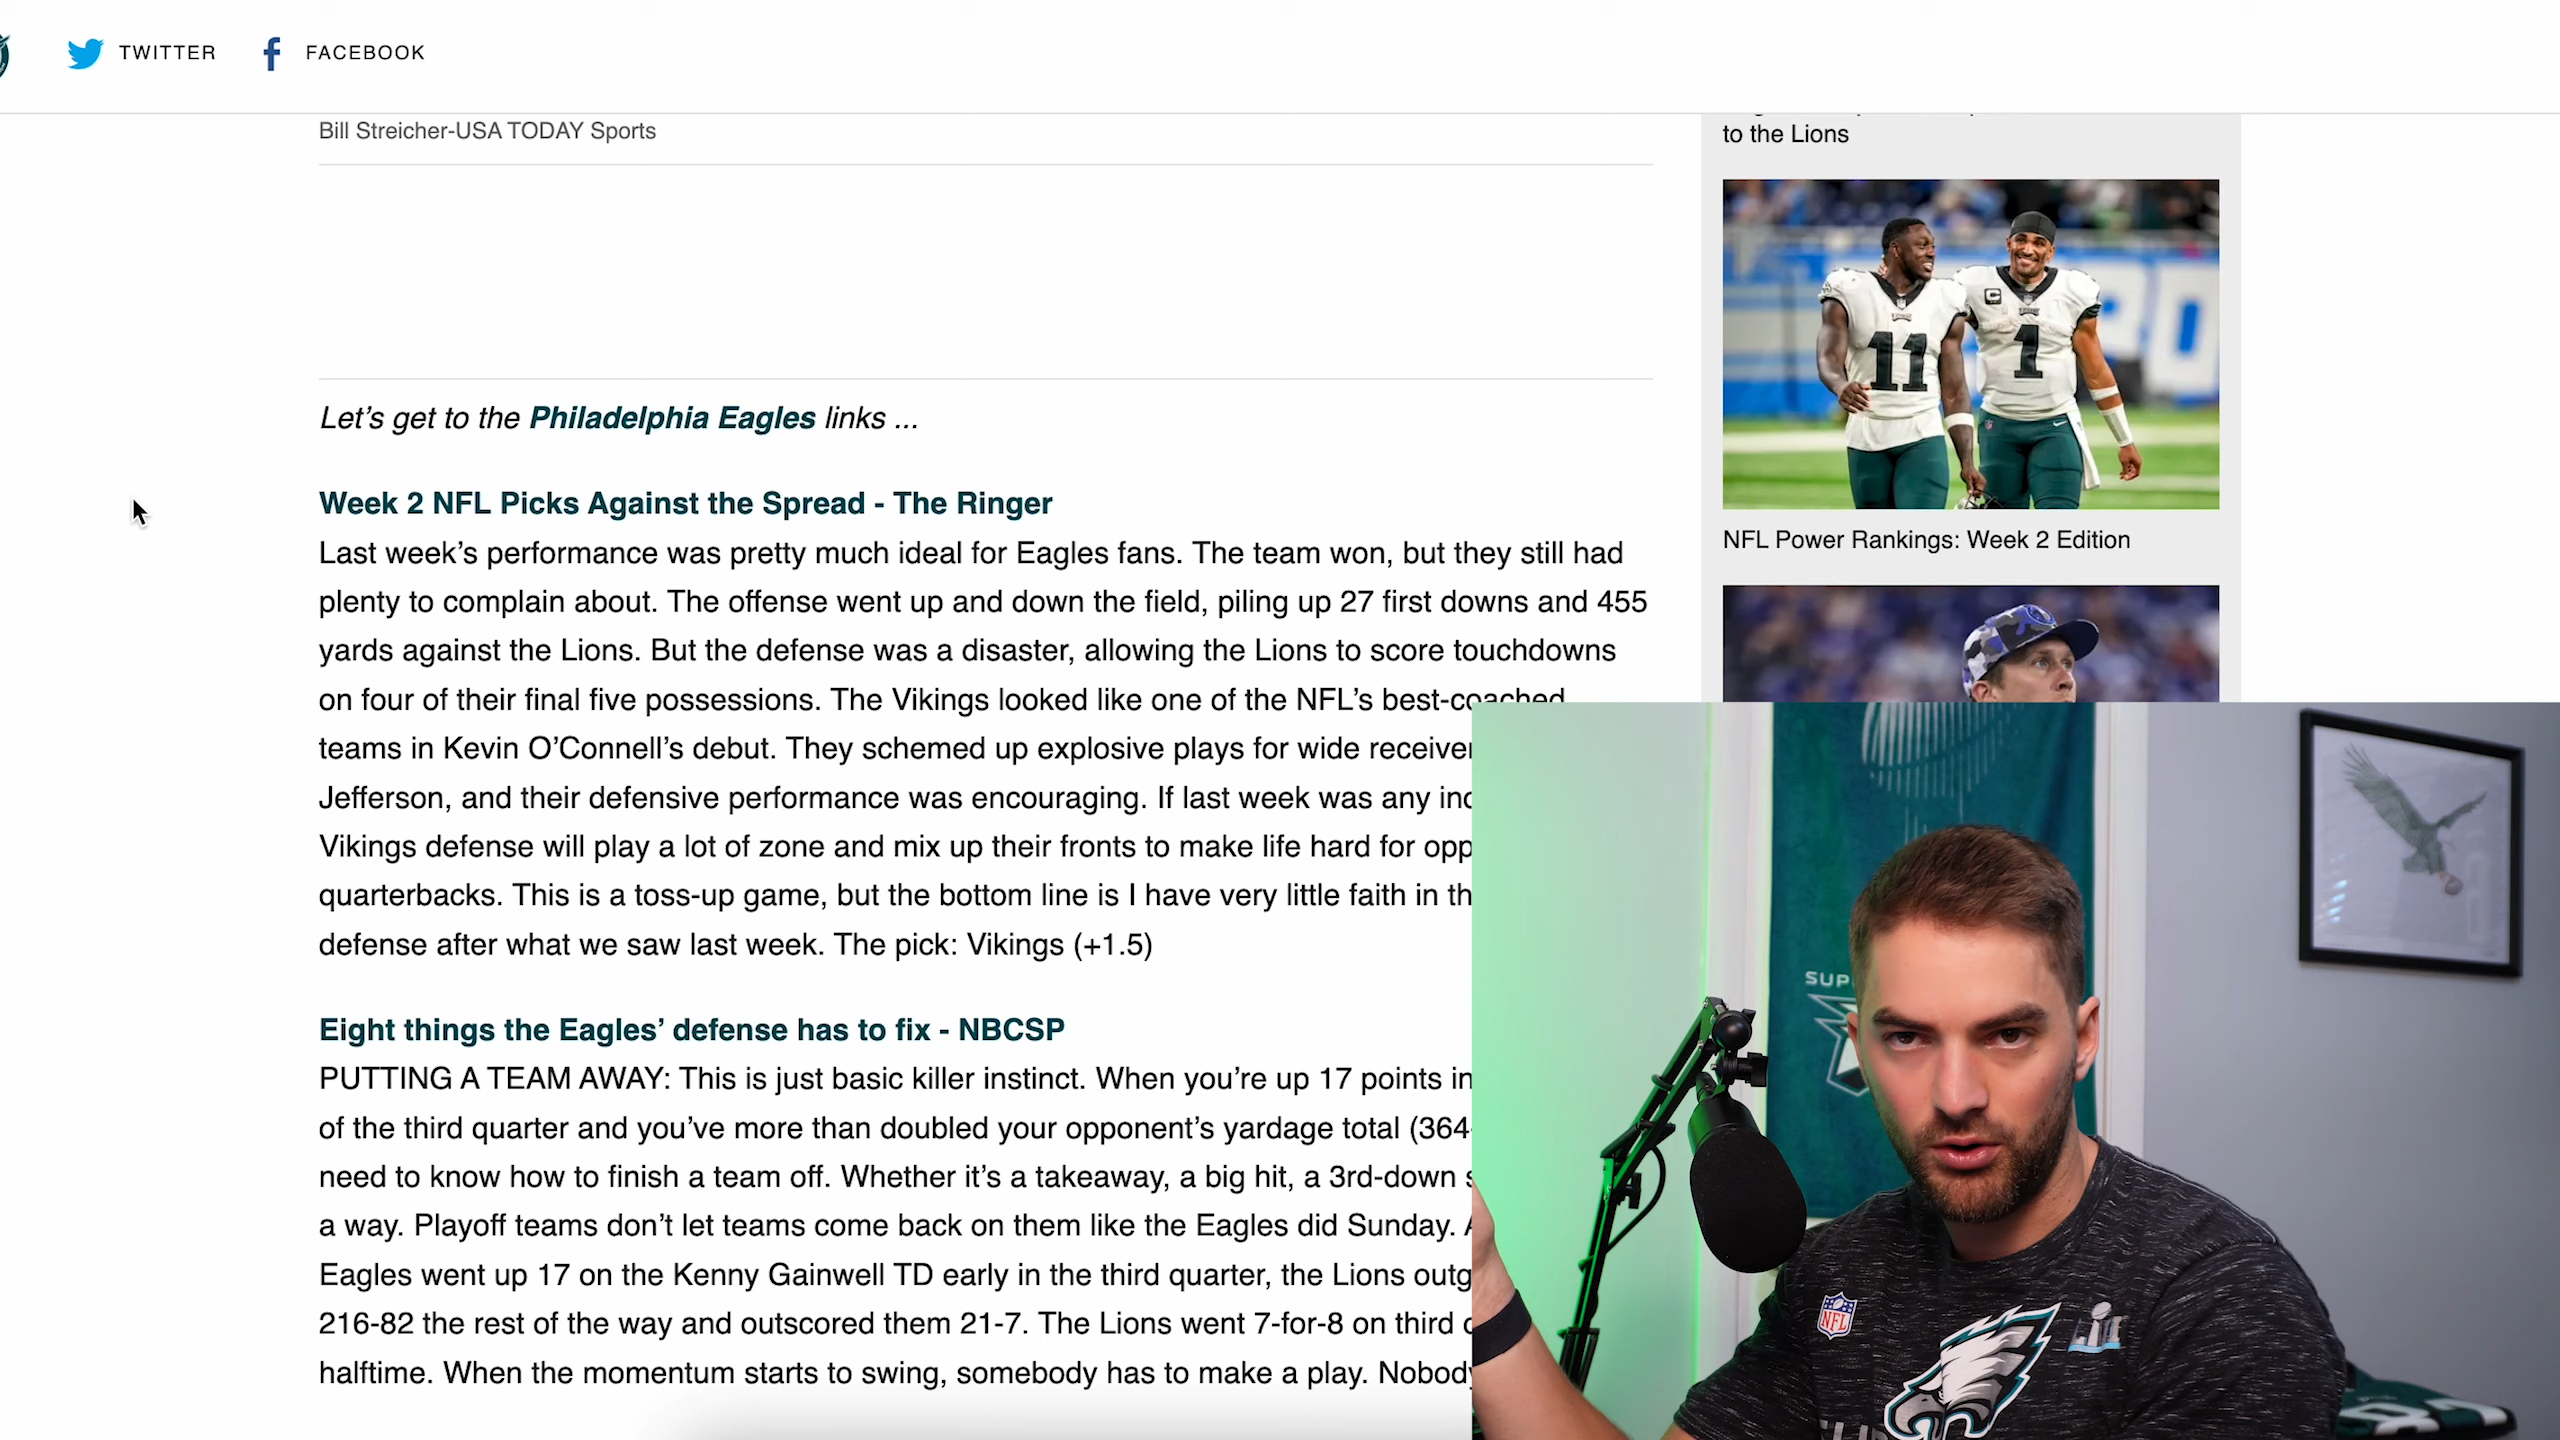 TWITTER
FACEBOOK
Bill Streicher-USA TODAY Sports
Let's get to the Philadelphia Eagles links ...
Week 2 NFL Picks Against the Spread - The Ringer
Last week's performance was pretty much ideal for Eagles fans. The team won, but they still had
plenty to complain about. The offense went up and down the field, piling up 27 first downs and 455
yards against the Lions. But the defense was a disaster, allowing the Lions to score touchdowns
on four of their final five possessions. The Vikings looked like one of the NFL's best-coached
teams in Kevin O'Connell's debut. They schemed up explosive plays for wide receiver
Jefferson, and their defensive performance was encouraging. If last week was any
Vikings defense will play a lot of zone and mix up their fronts to make life hard for opp
quarterbacks. This is a toss-up game, but the bottom line is I have very little faith in th
defense after what we saw last week. The pick: Vikings (+1.5)
Eight things the Eagles' defense has to fix - NBCSP
PUTTING A TEAM AWAY: This is just basic killer instinct. When you're up 17 points in
of the third quarter and you've more than doubled your opponent's yardage total (364-
need to know how to finish a team off. Whether it's a takeaway, a big hit, a 3rd-down
a way. Playoff teams don't let teams come back on them like the Eagles did Sunday.
Eagles went up 17 on the Kenny Gainwell TD early in the third quarter, the Lions outg
216-82 the rest of the way and outscored them 21-7. The Lions went 7-for-8 on third
halftime. When the momentum starts to swing, somebody has to make a play. Nobody
to the Lions
11
1
NFL Power Rankings: Week 2 Edition
SUP
NFL
LII